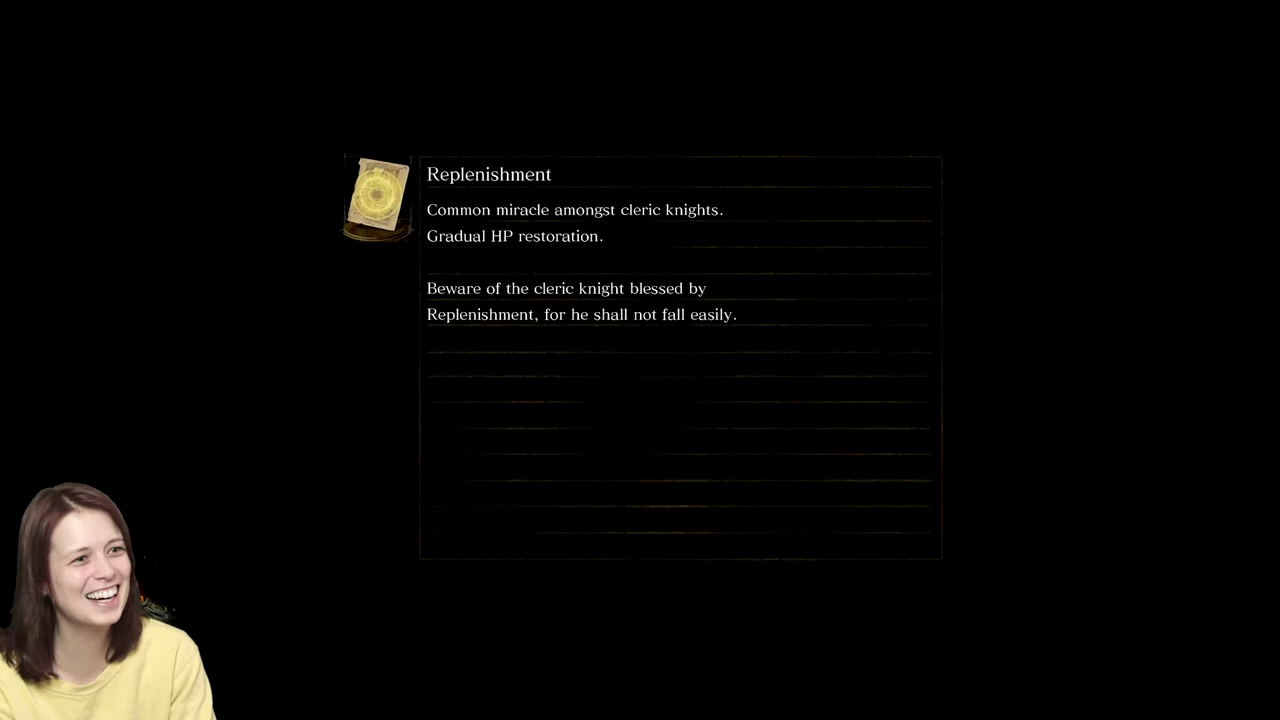 Replenishment
Common miracle amongst cleric knights.
Gradual HP restoration.
Beware of the cleric knight blessed by
Replenishment, for he shall not fall easily.